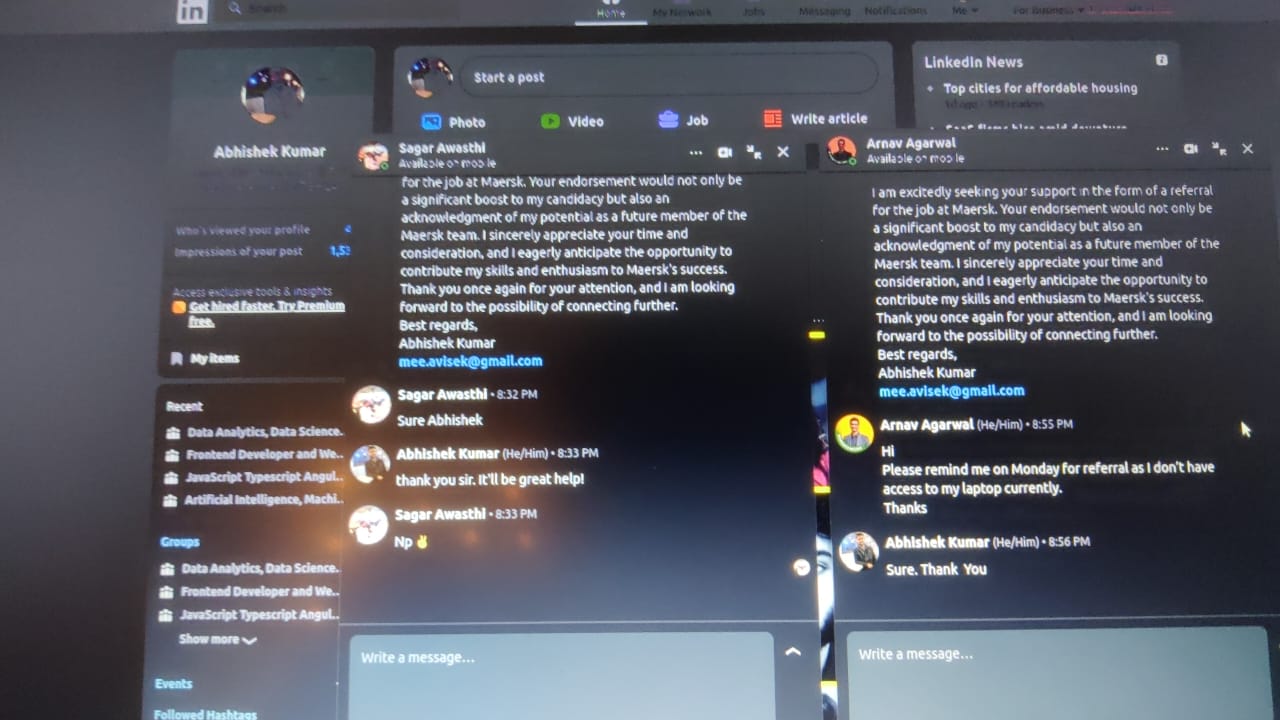 in
Search
Home
My Network
Jobs
Messaging
Notifications
Me
For Business
Abhishek Kumar
Who's viewed your profile
Impressions of your post
Access exclusive tools & insights
Get hired faster. Try Premium
free.
My items
Recent
Data Analytics, Data Science.
Frontend Developer and We..
JavaScript Typescript Angul..
Artificial Intelligence, Machi..
Groups
Data Analytics, Data Science.
Frontend Developer and We..
JavaScript Typescript Angul..
Show more
Events
Followed Hashtags
Start a post
Photo
Video
Job
Write article
LinkedIn News
Top cities for affordable housing
Sagar Awasthi
Available on mobile
for the job at Maersk. Your endorsement would not only be
a significant boost to my candidacy but also an
acknowledgment of my potential as a future member of the
Maersk team. I sincerely appreciate your time and
consideration, and I eagerly anticipate the opportunity to
contribute my skills and enthusiasm to Maersk's success.
Thank you once again for your attention, and I am looking
forward to the possibility of connecting further.
Best regards,
Abhishek Kumar
mee.avisek@gmail.com
Sagar Awasthi • 8:32 PM
Sure Abhishek
Abhishek Kumar (He/Him) • 8:33 PM
thank you sir. It'll be great help!
Sagar Awasthi • 8:33 PM
Np ✌
Write a message...
Arnav Agarwal
Available on mobile
I am excitedly seeking your support in the form of a referral
for the job at Maersk. Your endorsement would not only be
a significant boost to my candidacy but also an
acknowledgment of my potential as a future member of the
Maersk team. I sincerely appreciate your time and
consideration, and I eagerly anticipate the opportunity to
contribute my skills and enthusiasm to Maersk's success.
Thank you once again for your attention, and I am looking
forward to the possibility of connecting further.
Best regards,
Abhishek Kumar
mee.avisek@gmail.com
Arnav Agarwal (He/Him) • 8:55 PM
Hi
Please remind me on Monday for referral as I don't have
access to my laptop currently.
Thanks
Abhishek Kumar (He/Him) • 8:56 PM
Sure. Thank You
Write a message...